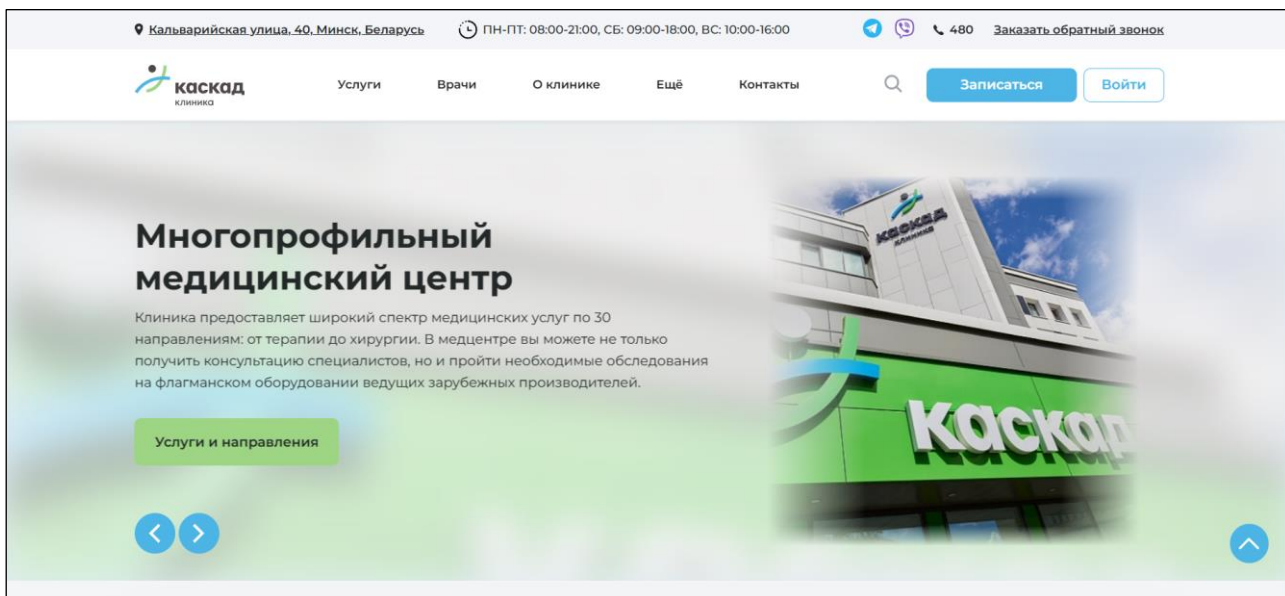 Кальварийская улица, 40, Минск, Беларусь
ПН-ПТ: 08:00-21:00, СБ: 09:00-18:00, ВС: 10:00-16:00
480
Заказать обратный звонок
каскад
клиника
Услуги
Врачи
О клинике
Ещё
Контакты
Записаться
Войти
Многопрофильный
медицинский центр
Клиника предоставляет широкий спектр медицинских услуг по 30
направлениям: от терапии до хирургии. В медцентре вы можете не только
получить консультацию специалистов, но и пройти необходимые обследования
на флагманском оборудовании ведущих зарубежных производителей.
Услуги и направления
каскад
клиника
каскад